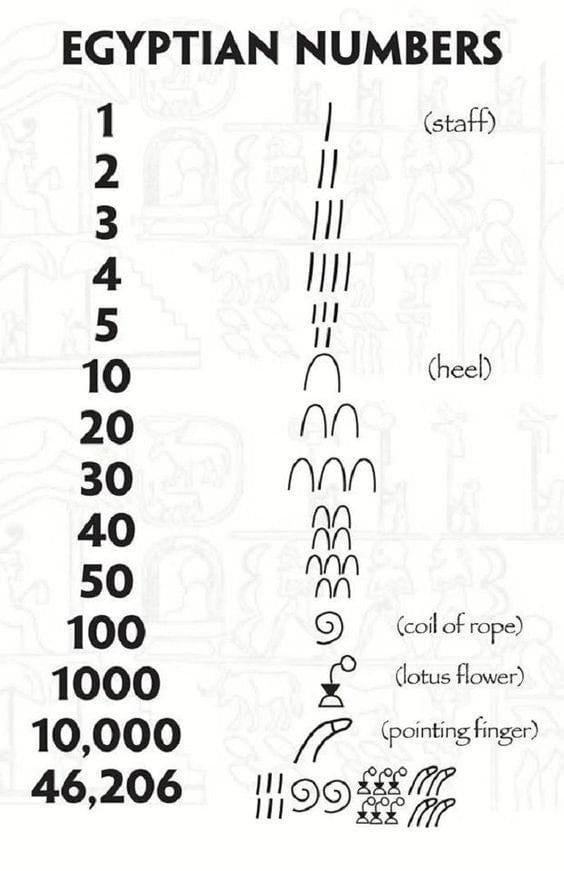 EGYPTIAN NUMBERS
1 (staff)
2
3
4
5
10 (heel)
20
30
40
50
100 (coil of rope)
1000 (lotus flower)
10,000 (pointing finger)
46,206